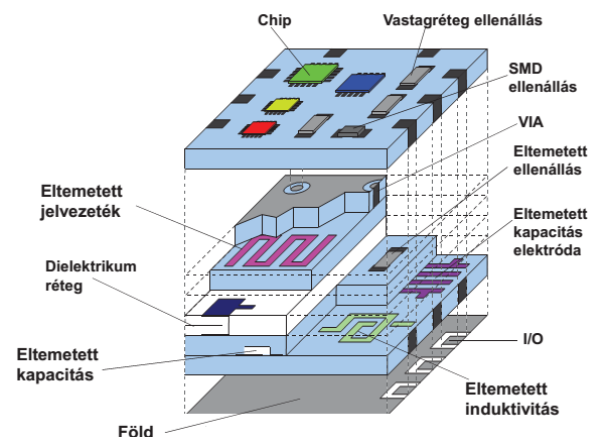 Chip
Vastagréteg ellenállás
SMD
ellenállás
VIA
Eltemetett
ellenállás
Eltemetett
jelvezeték
Eltemetett
kapacitás
elektróda
Dielektrikum
réteg
I/O
Eltemetett
kapacitás
Eltemetett
induktivitás
Föld